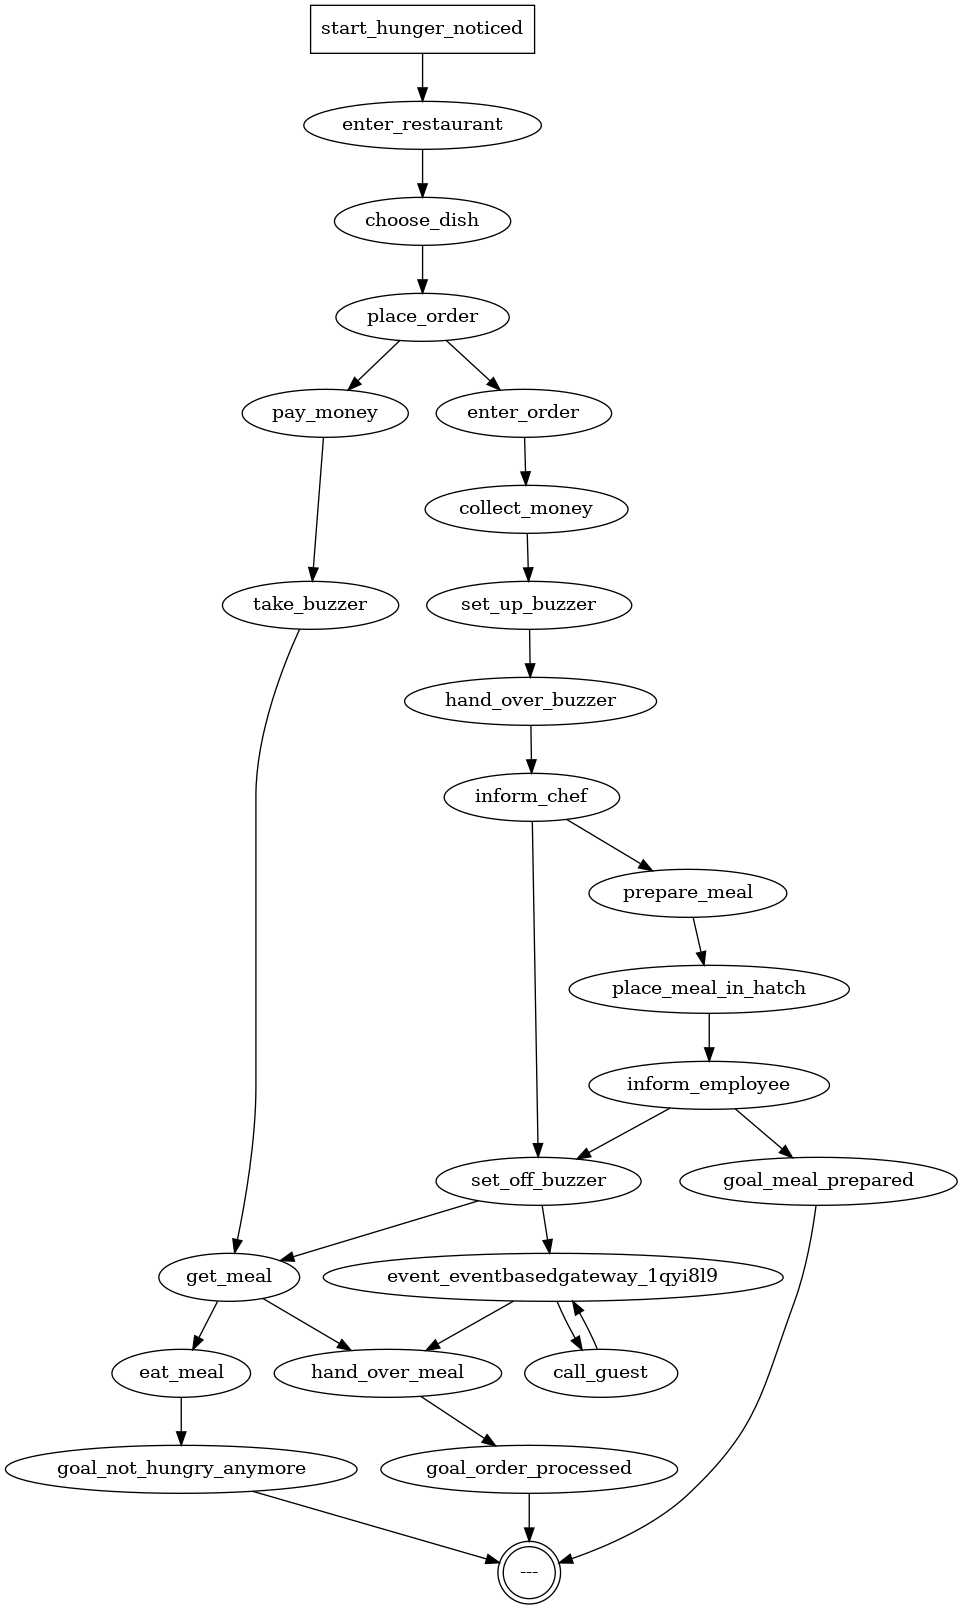 start_hunger_noticed
enter_restaurant
choose_dish
place_order
pay_money
enter_order
collect_money
take_buzzer
set_up_buzzer
hand_over_buzzer
inform_chef
prepare_meal
place_meal_in_hatch
inform_employee
set_off_buzzer
goal_meal_prepared
get_meal
event_eventbasedgateway_1qyi8l9
eat_meal
hand_over_meal
call_guest
goal_not_hungry_anymore
goal_order_processed
---